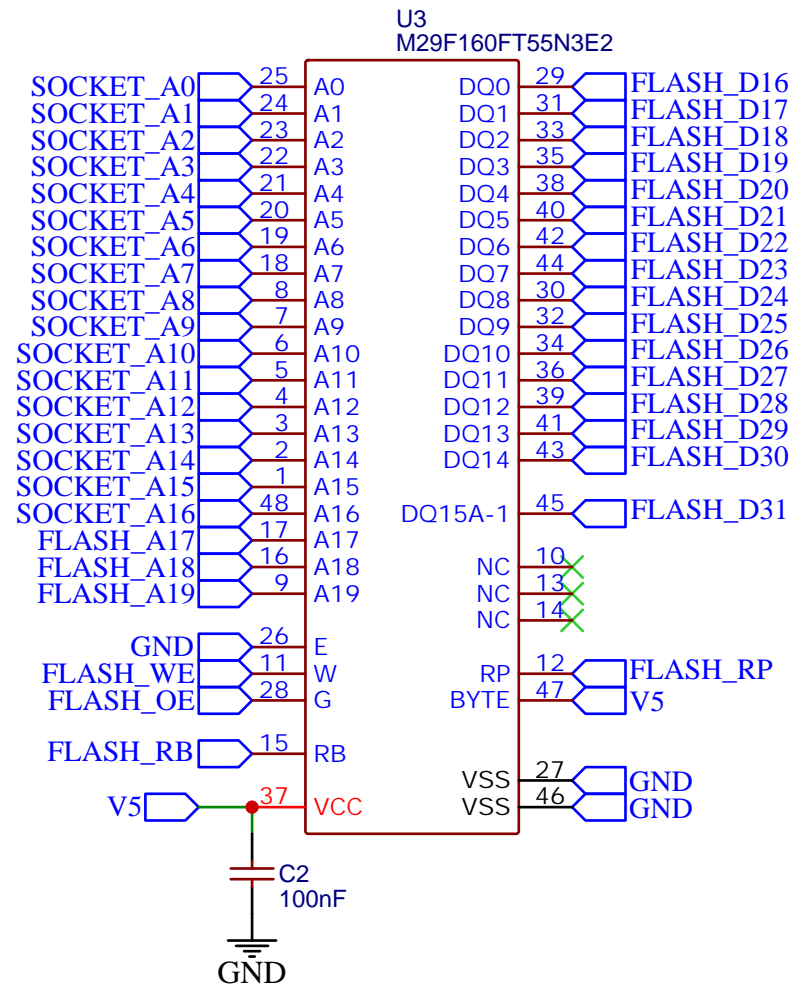 U3
M29F160FT55N3E2
SOCKET_A0 25 A0 DQ0 29 FLASH_D16
SOCKET_A1 24 A1 DQ1 31 FLASH_D17
SOCKET_A2 23 A2 DQ2 33 FLASH_D18
SOCKET_A3 22 A3 DQ3 35 FLASH_D19
SOCKET_A4 21 A4 DQ4 38 FLASH_D20
SOCKET_A5 20 A5 DQ5 40 FLASH_D21
SOCKET_A6 19 A6 DQ6 42 FLASH_D22
SOCKET_A7 18 A7 DQ7 44 FLASH_D23
SOCKET_A8 8 A8 DQ8 30 FLASH_D24
SOCKET_A9 7 A9 DQ9 32 FLASH_D25
SOCKET_A10 6 A10 DQ10 34 FLASH_D26
SOCKET_A11 5 A11 DQ11 36 FLASH_D27
SOCKET_A12 4 A12 DQ12 39 FLASH_D28
SOCKET_A13 3 A13 DQ13 41 FLASH_D29
SOCKET_A14 2 A14 DQ14 43 FLASH_D30
SOCKET_A15 1 A15
SOCKET_A16 48 A16 DQ15A-1 45 FLASH_D31
FLASH_A17 17 A17
FLASH_A18 16 A18 NC 10
FLASH_A19 9 A19 NC 13
NC 14
GND 26 E
FLASH_WE 11 W RP 12 FLASH_RP
FLASH_OE 28 G BYTE 47 V5
FLASH_RB 15 RB
VSS 27 GND
V5 37 VCC VSS 46 GND
C2
100nF
GND